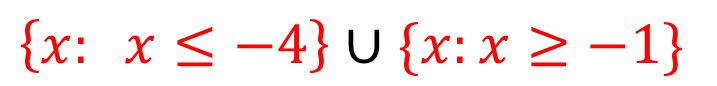 {x: x ≤ −4} ∪ {x: x ≥ −1}